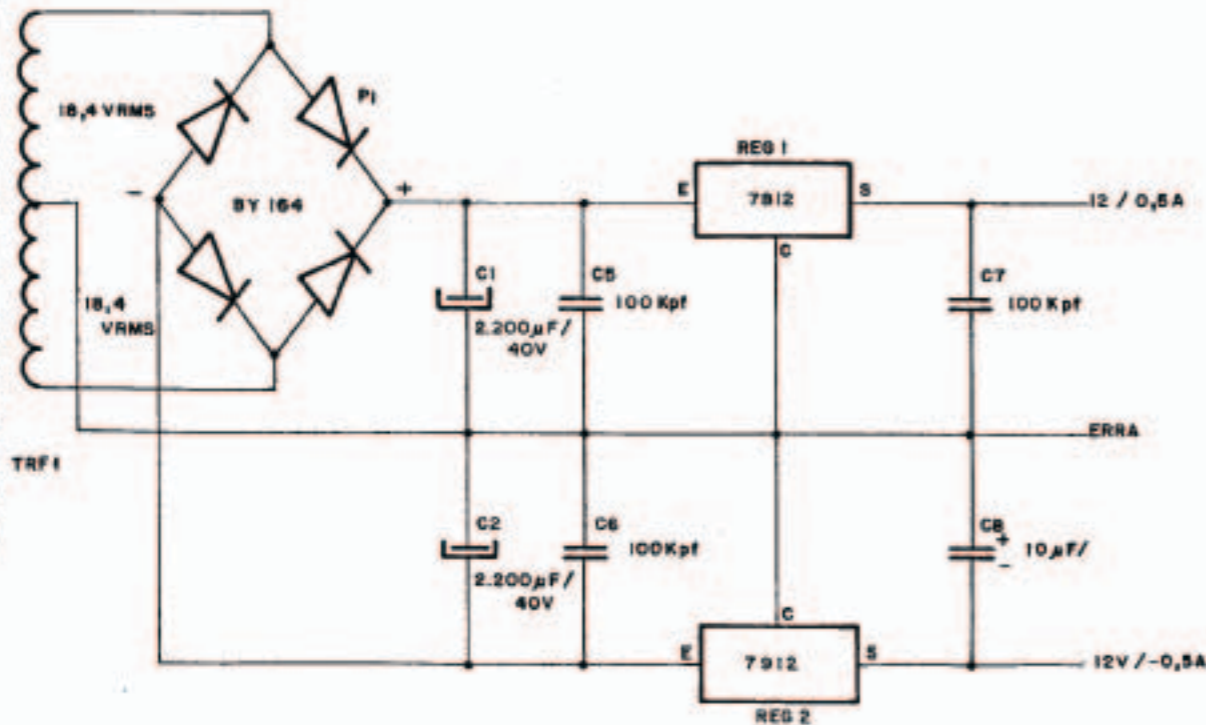 18,4 VRMS
P1
BY 164
-
+
REG 1
E
7812
S
C
12 / 0,5A
18,4
VRMS
C1
2.200µF/
40V
C5
100 Kpf
C7
100 Kpf
ERRA
TRF1
C2
2.200µF/
40V
C6
100Kpf
C8
+
-
10µF/
C
E
7912
S
12V/-0,5A
REG 2